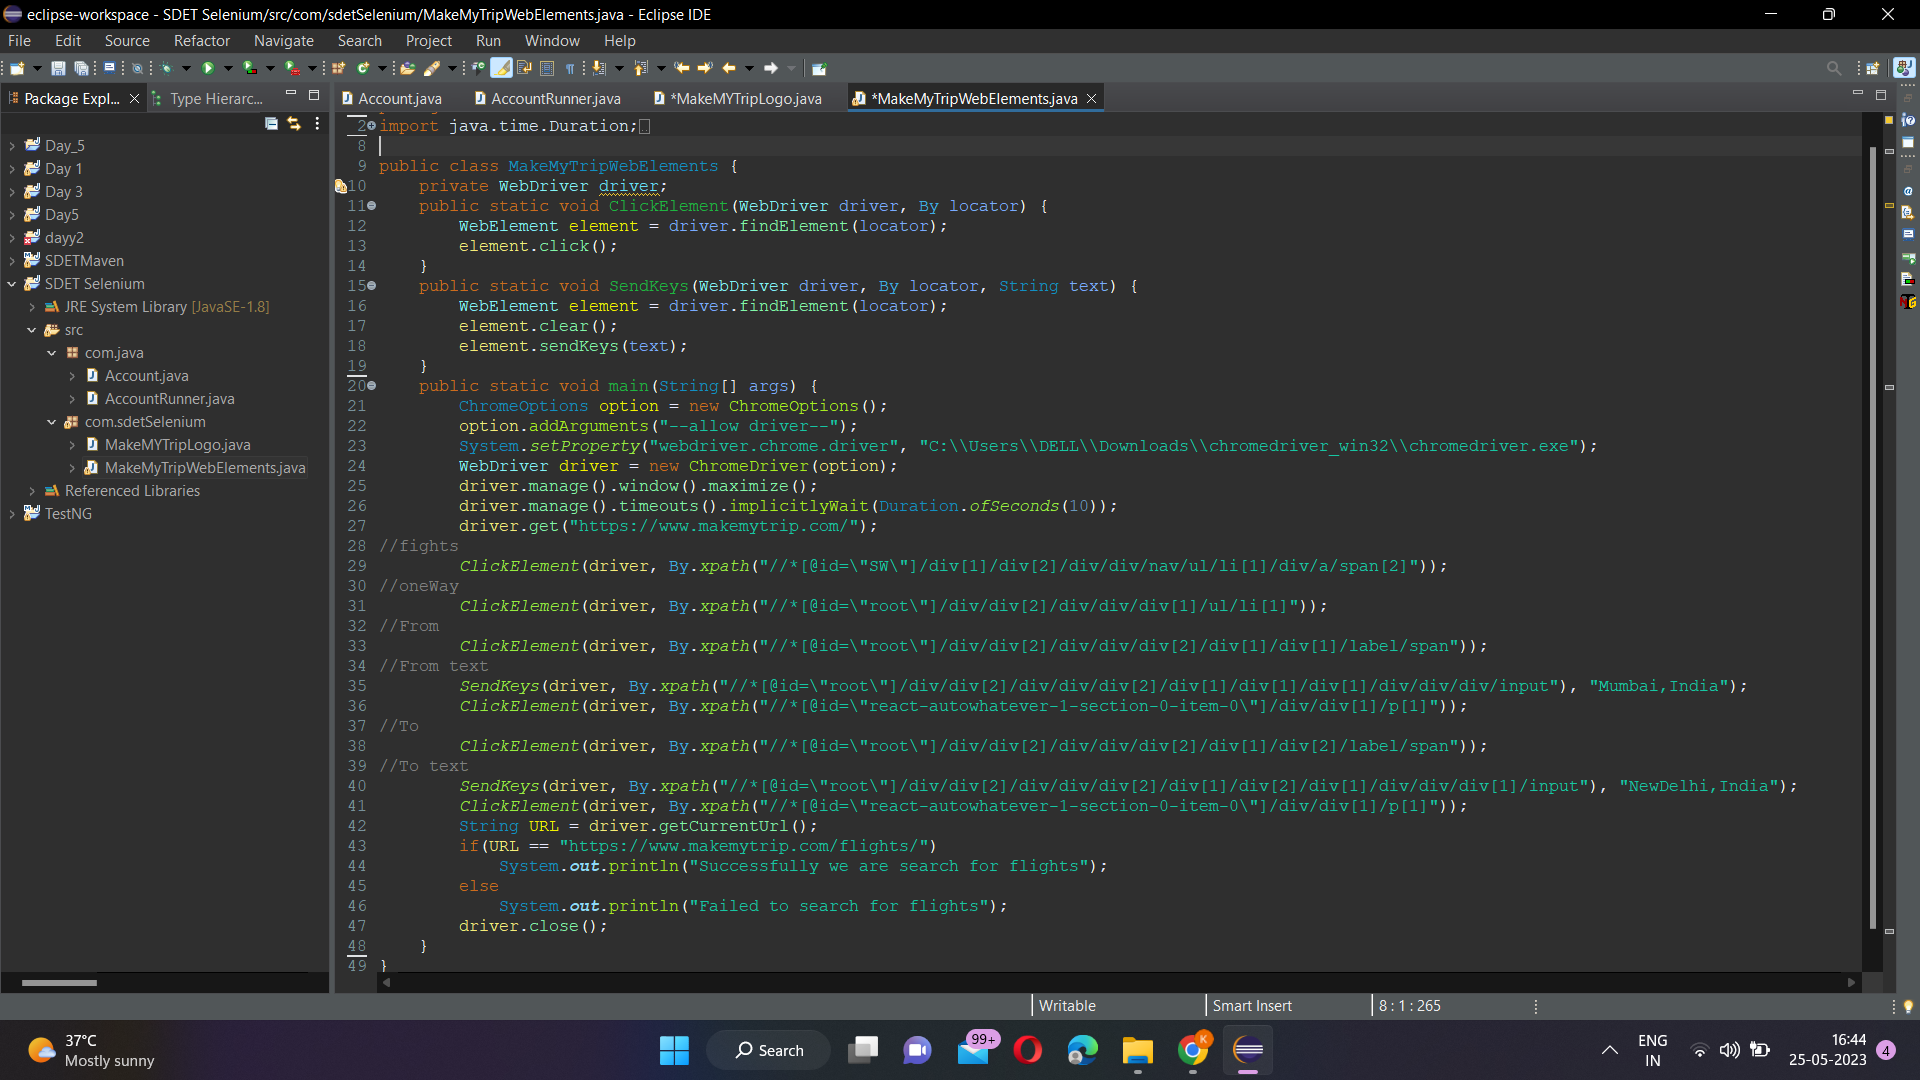 eclipse-workspace - SDET Selenium/src/com/sdetSelenium/MakeMyTripWebElements.java - Eclipse IDE
File Edit Source Refactor Navigate Search Project Run Window Help
Package Expl... Type Hierarc...
Account.java AccountRunner.java *MakeMYTripLogo.java *MakeMyTripWebElements.java
Day_5
Day 1
Day 3
Day5
dayy2
SDETMaven
SDET Selenium
JRE System Library [JavaSE-1.8]
src
com.java
Account.java
AccountRunner.java
com.sdetSelenium
MakeMYTripLogo.java
MakeMyTripWebElements.java
Referenced Libraries
TestNG
2 import java.time.Duration;
8
9 public class MakeMyTripWebElements {
10 private WebDriver driver;
11 public static void ClickElement(WebDriver driver, By locator) {
12 WebElement element = driver.findElement(locator);
13 element.click();
14 }
15 public static void SendKeys(WebDriver driver, By locator, String text) {
16 WebElement element = driver.findElement(locator);
17 element.clear();
18 element.sendKeys(text);
19 }
20 public static void main(String[] args) {
21 ChromeOptions option = new ChromeOptions();
22 option.addArguments("--allow driver--");
23 System.setProperty("webdriver.chrome.driver", "C:\\Users\\DELL\\Downloads\\chromedriver_win32\\chromedriver.exe");
24 WebDriver driver = new ChromeDriver(option);
25 driver.manage().window().maximize();
26 driver.manage().timeouts().implicitlyWait(Duration.ofSeconds(10));
27 driver.get("https://www.makemytrip.com/");
28 //fights
29 ClickElement(driver, By.xpath("//*[@id=\"SW\"]/div[1]/div[2]/div/div/nav/ul/li[1]/div/a/span[2]"));
30 //oneWay
31 ClickElement(driver, By.xpath("//*[@id=\"root\"]/div/div[2]/div/div/div[1]/ul/li[1]"));
32 //From
33 ClickElement(driver, By.xpath("//*[@id=\"root\"]/div/div[2]/div/div/div[2]/div[1]/div[1]/label/span"));
34 //From text
35 SendKeys(driver, By.xpath("//*[@id=\"root\"]/div/div[2]/div/div/div[2]/div[1]/div[1]/div[1]/div/div/div/input"), "Mumbai,India");
36 ClickElement(driver, By.xpath("//*[@id=\"react-autowhatever-1-section-0-item-0\"]/div/div[1]/p[1]"));
37 //To
38 ClickElement(driver, By.xpath("//*[@id=\"root\"]/div/div[2]/div/div/div[2]/div[1]/div[2]/label/span"));
39 //To text
40 SendKeys(driver, By.xpath("//*[@id=\"root\"]/div/div[2]/div/div/div[2]/div[1]/div[2]/div[1]/div/div/div[1]/input"), "NewDelhi,India");
41 ClickElement(driver, By.xpath("//*[@id=\"react-autowhatever-1-section-0-item-0\"]/div/div[1]/p[1]"));
42 String URL = driver.getCurrentUrl();
43 if(URL == "https://www.makemytrip.com/flights/")
44 System.out.println("Successfully we are search for flights");
45 else
46 System.out.println("Failed to search for flights");
47 driver.close();
48 }
49 }
Writable Smart Insert 8 : 1 : 265
37°C
Mostly sunny
Search
99+
K
ENG
IN
16:44
25-05-2023
4